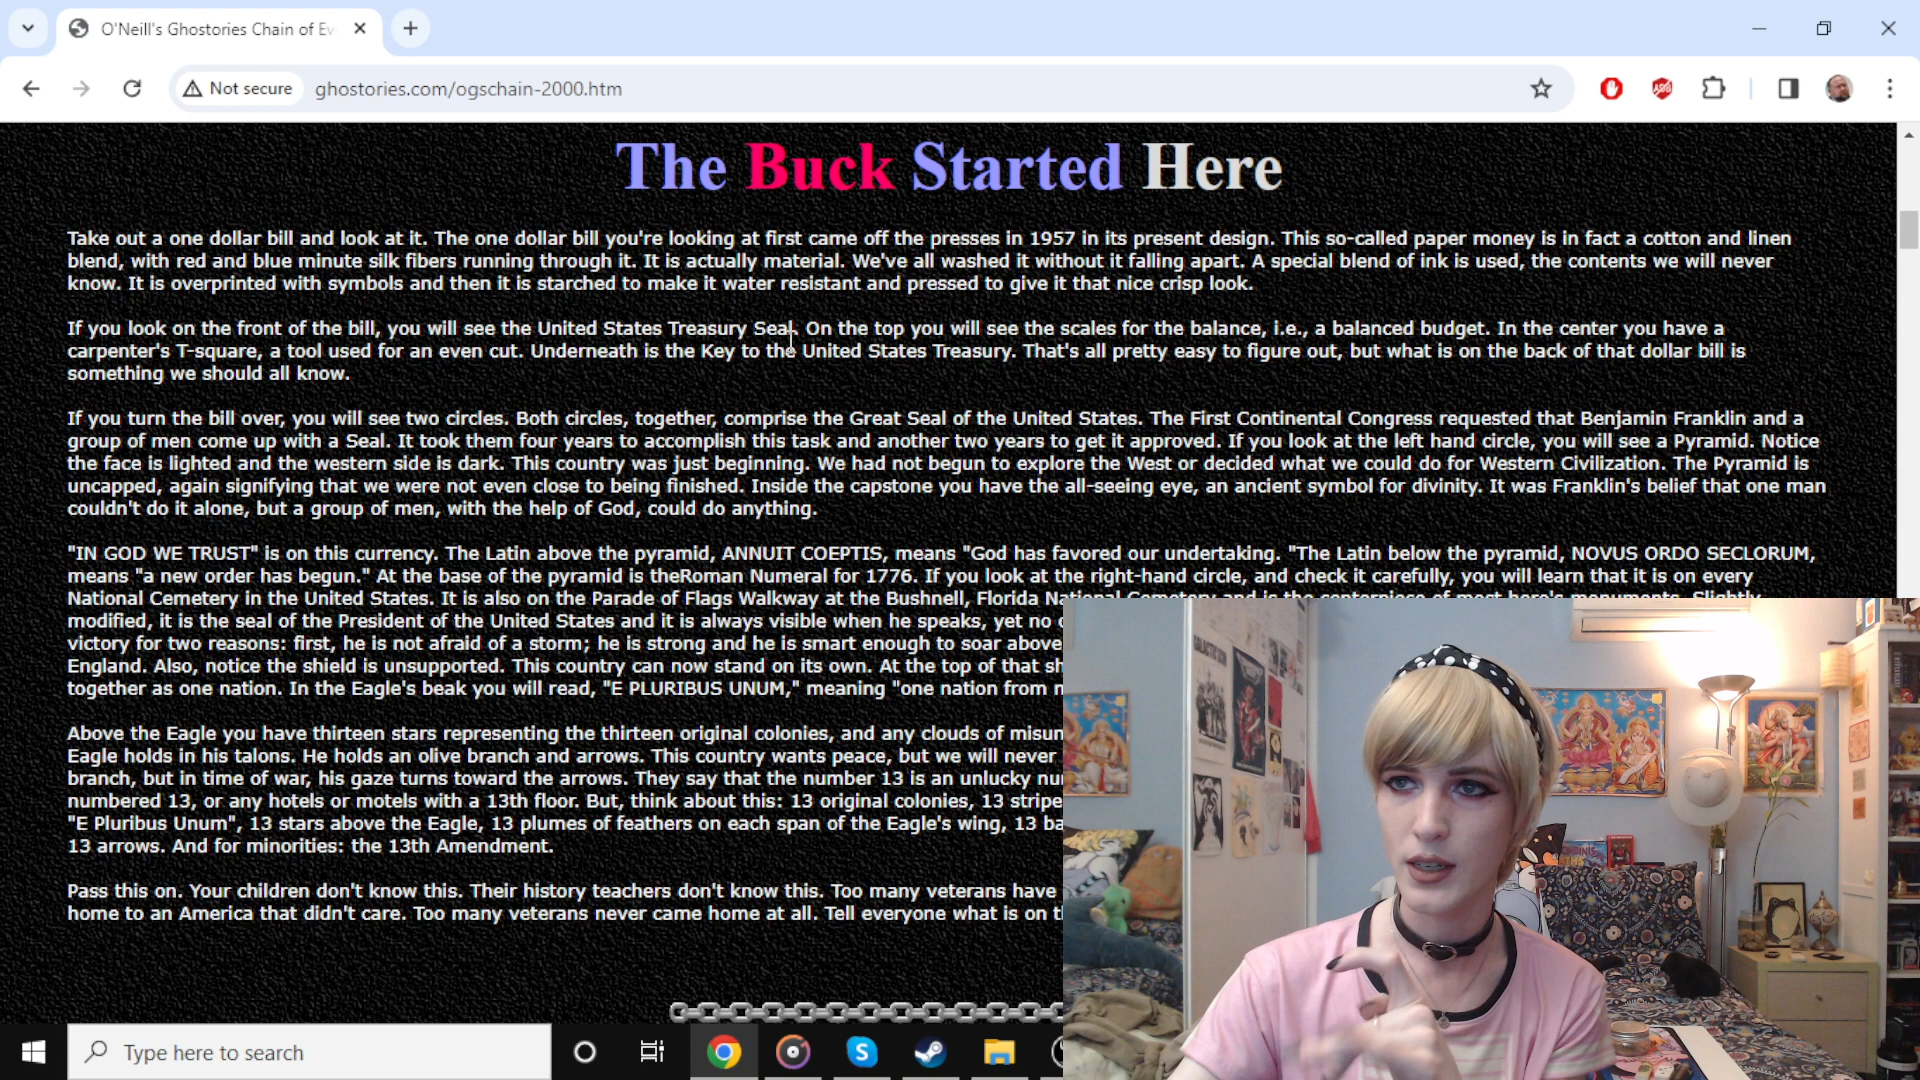 O'Neill's Ghostories Chain of Ev
Not secure
ghostories.com/ogschain-2000.htm
The Buck Started Here
Take out a one dollar bill and look at it. The one dollar bill you're looking at first came off the presses in 1957 in its present design. This so-called paper money is in fact a cotton and linen
blend, with red and blue minute silk fibers running through it. It is actually material. We've all washed it without it falling apart. A special blend of ink is used, the contents we will never
know. It is overprinted with symbols and then it is starched to make it water resistant and pressed to give it that nice crisp look.
If you look on the front of the bill, you will see the United States Treasury Seal. On the top you will see the scales for the balance, i.e., a balanced budget. In the center you have a
carpenter's T-square, a tool used for an even cut. Underneath is the Key to the United States Treasury. That's all pretty easy to figure out, but what is on the back of that dollar bill is
something we should all know.
If you turn the bill over, you will see two circles. Both circles, together, comprise the Great Seal of the United States. The First Continental Congress requested that Benjamin Franklin and a
group of men come up with a Seal. It took them four years to accomplish this task and another two years to get it approved. If you look at the left hand circle, you will see a Pyramid. Notice
the face is lighted and the western side is dark. This country was just beginning. We had not begun to explore the West or decided what we could do for Western Civilization. The Pyramid is
uncapped, again signifying that we were not even close to being finished. Inside the capstone you have the all-seeing eye, an ancient symbol for divinity. It was Franklin's belief that one man
couldn't do it alone, but a group of men, with the help of God, could do anything.
"IN GOD WE TRUST" is on this currency. The Latin above the pyramid, ANNUIT COEPTIS, means "God has favored our undertaking. "The Latin below the pyramid, NOVUS ORDO SECLORUM,
means "a new order has begun." At the base of the pyramid is theRoman Numeral for 1776. If you look at the right-hand circle, and check it carefully, you will learn that it is on every
National Cemetery in the United States. It is also on the Parade of Flags Walkway at the Bushnell, Florida National Cemetery and is the centerpiece of most hero's monuments. Slightly
modified, it is the seal of the President of the United States and it is always visible when he speaks, yet no
victory for two reasons: first, he is not afraid of a storm; he is strong and he is smart enough to soar above
England. Also, notice the shield is unsupported. This country can now stand on its own. At the top of that
together as one nation. In the Eagle's beak you will read, "E PLURIBUS UNUM," meaning "one nation from
Above the Eagle you have thirteen stars representing the thirteen original colonies, and any clouds of
Eagle holds in his talons. He holds an olive branch and arrows. This country wants peace, but we will never
branch, but in time of war, his gaze turns toward the arrows. They say that the number 13 is an unlucky
numbered 13, or any hotels or motels with a 13th floor. But, think about this: 13 original colonies, 13
"E Pluribus Unum", 13 stars above the Eagle, 13 plumes of feathers on each span of the Eagle's wing, 13
13 arrows. And for minorities: the 13th Amendment.
Pass this on. Your children don't know this. Their history teachers don't know this. Too many veterans have
home to an America that didn't care. Too many veterans never came home at all. Tell everyone what is on
Type here to search